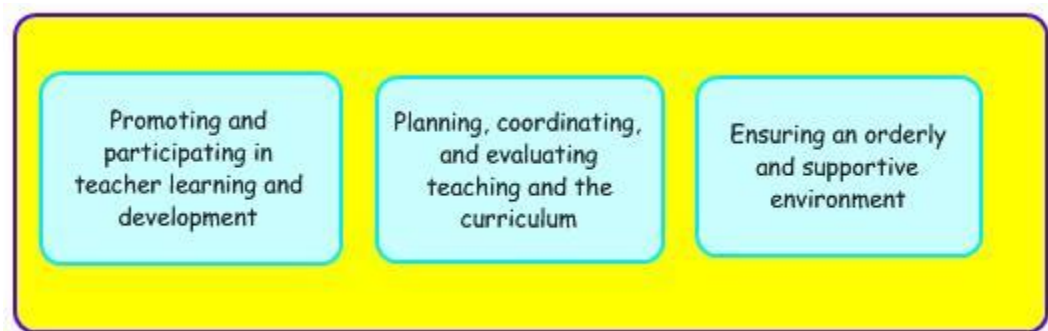 Promoting and
participating in
teacher learning and
development
Planning, coordinating,
and evaluating
teaching and the
curriculum
Ensuring an orderly
and supportive
environment